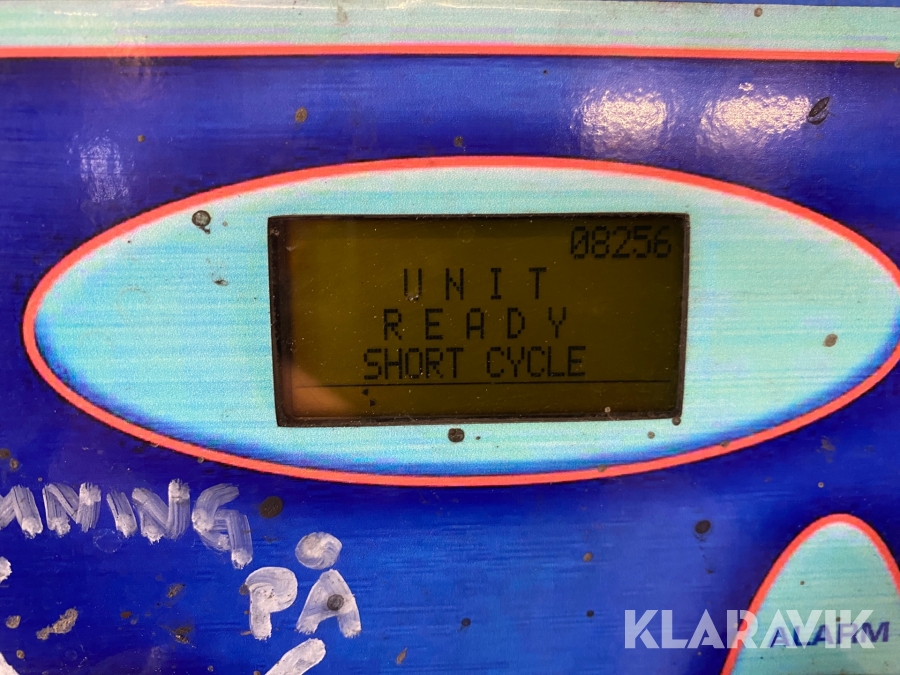 08256
UNIT
READY
SHORT CYCLE
PÅ
KLARAVIK
ALARM